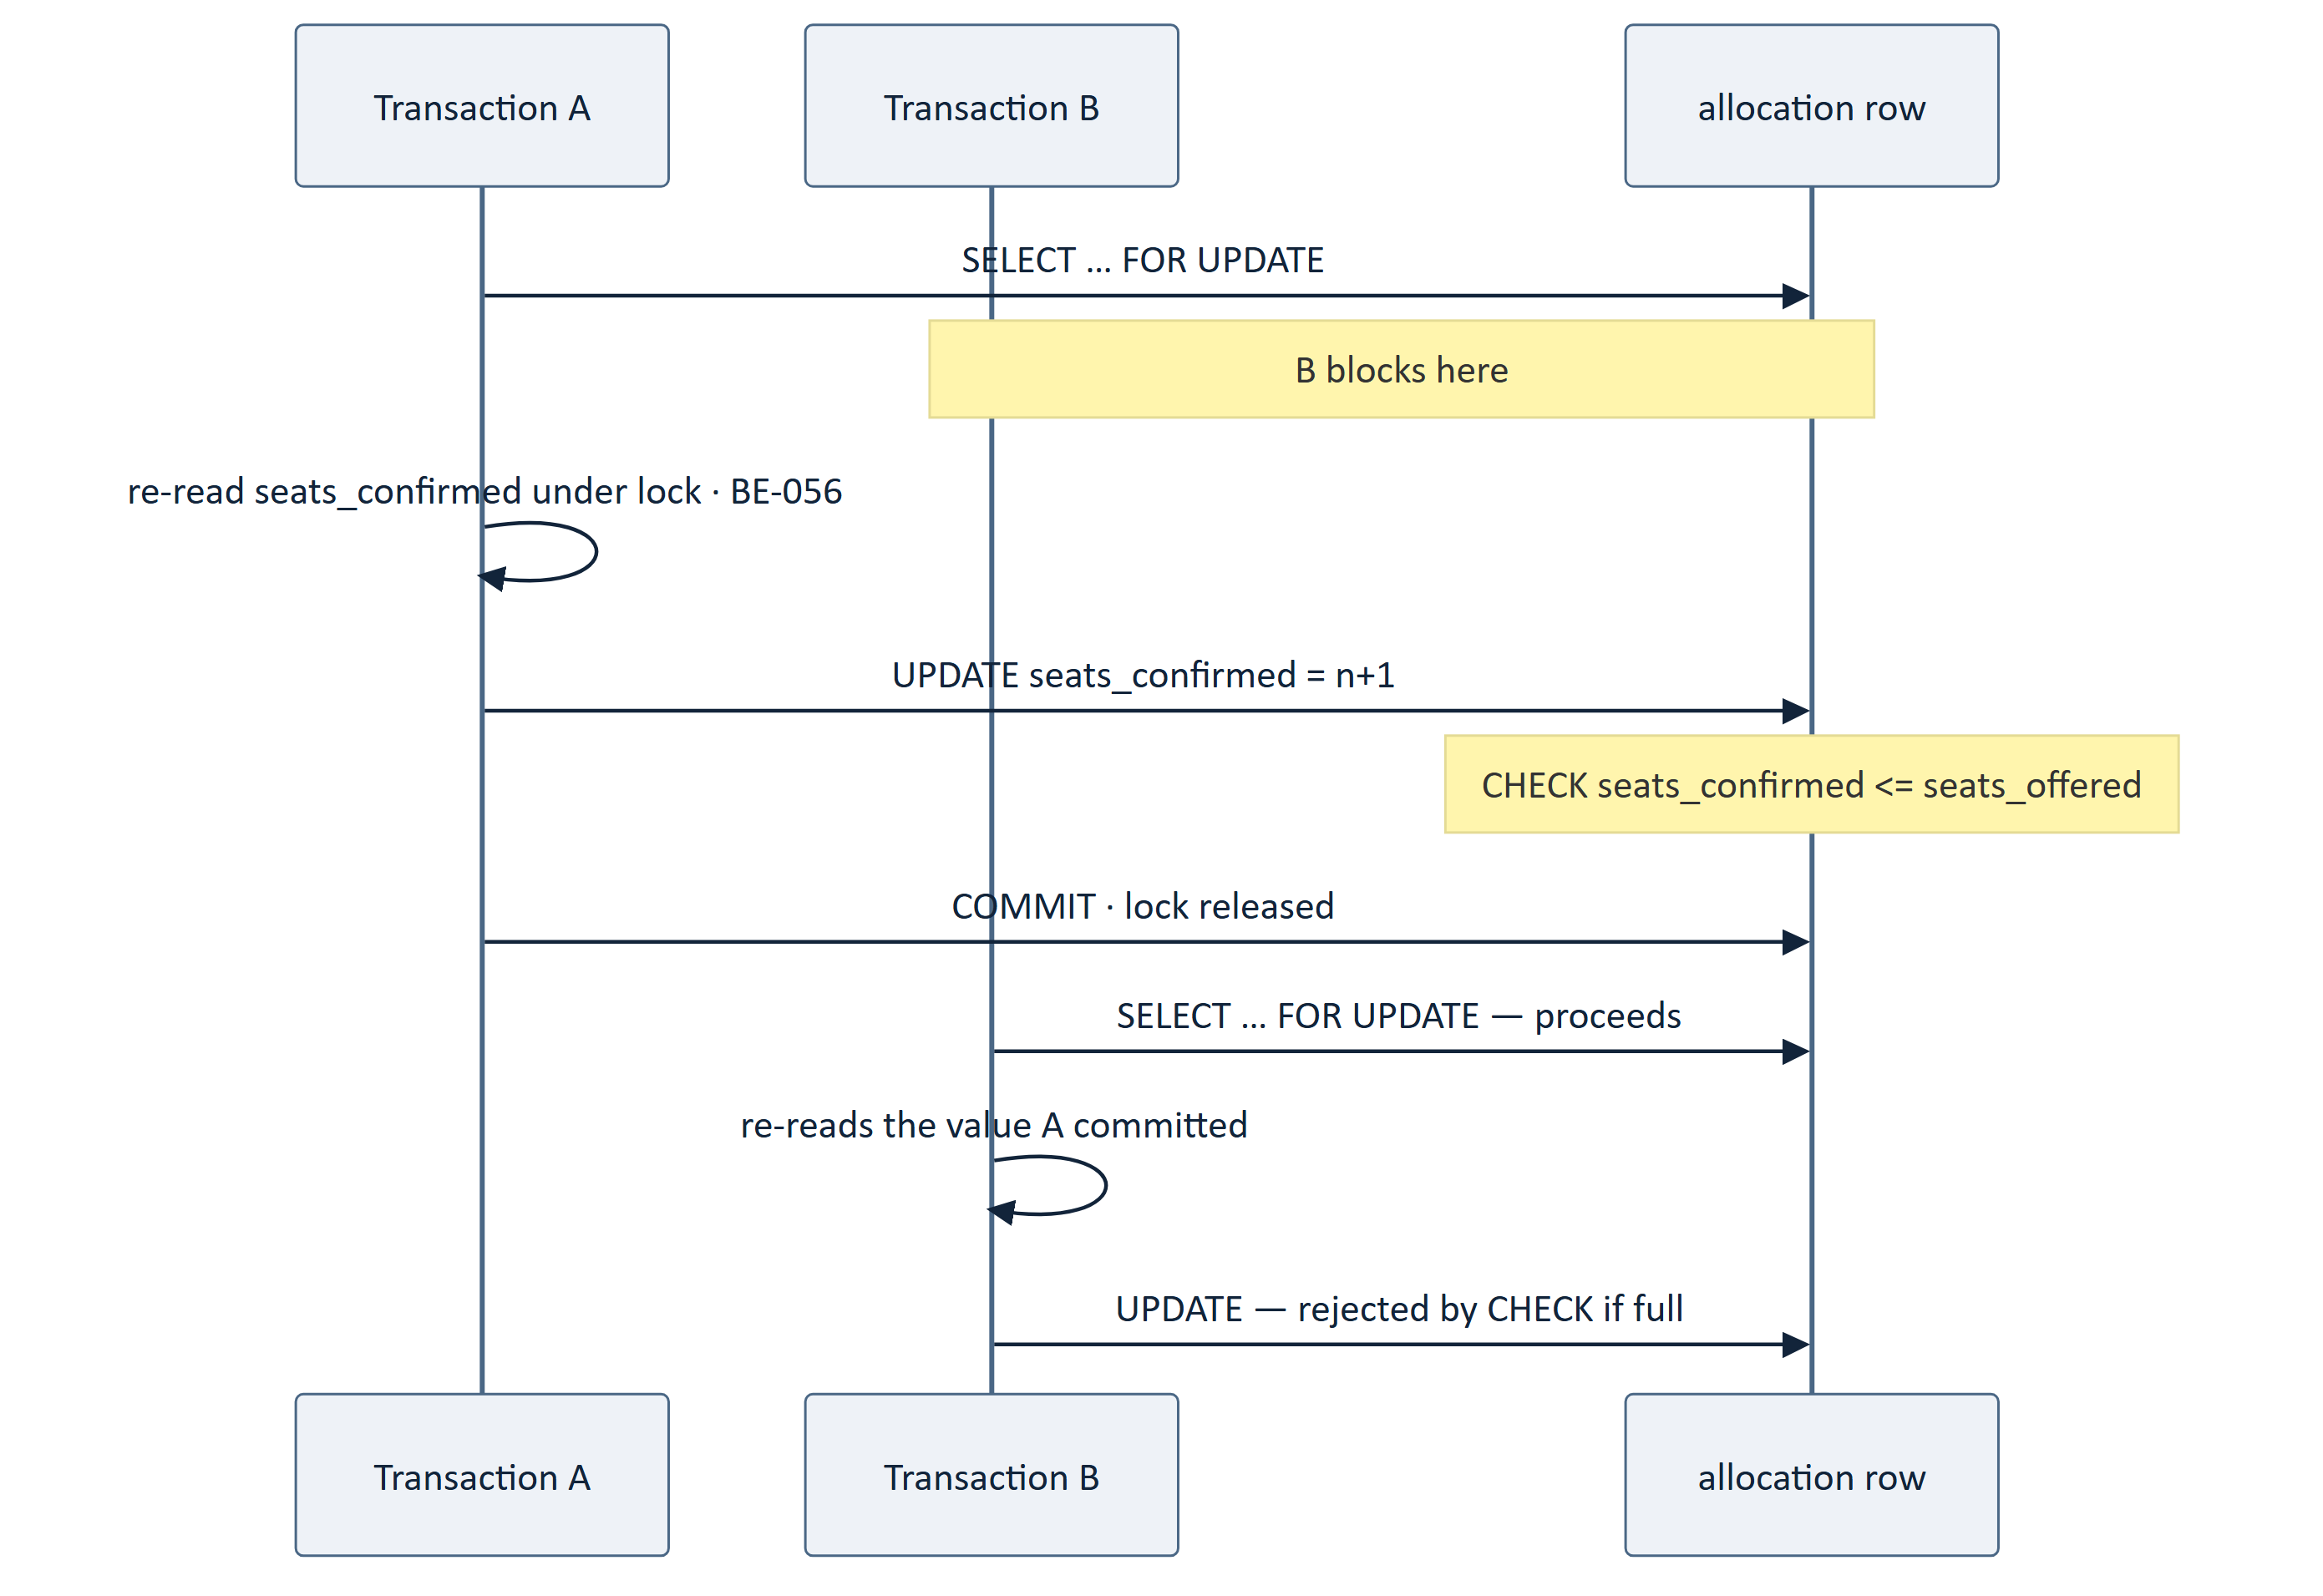 Transaction A
Transaction B
allocation row
SELECT ... FOR UPDATE
B blocks here
re-read seats_confirmed under lock · BE-056
UPDATE seats_confirmed = n+1
CHECK seats_confirmed <= seats_offered
COMMIT · lock released
SELECT ... FOR UPDATE — proceeds
re-reads the value A committed
UPDATE — rejected by CHECK if full
Transaction A
Transaction B
allocation row